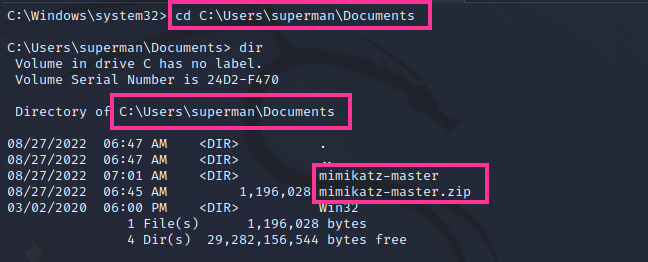 C:\Windows\system32> cd C:\Users\superman\Documents
C:\Users\superman\Documents> dir
Volume in drive C has no label.
Volume Serial Number is 24D2-F470
Directory of C:\Users\superman\Documents
08/27/2022 06:47 AM <DIR> .
08/27/2022 06:47 AM <DIR> ..
08/27/2022 07:01 AM <DIR> mimikatz-master
08/27/2022 06:45 AM 1,196,028 mimikatz-master.zip
03/02/2020 06:00 PM <DIR> Win32
1 File(s) 1,196,028 bytes
4 Dir(s) 29,282,156,544 bytes free